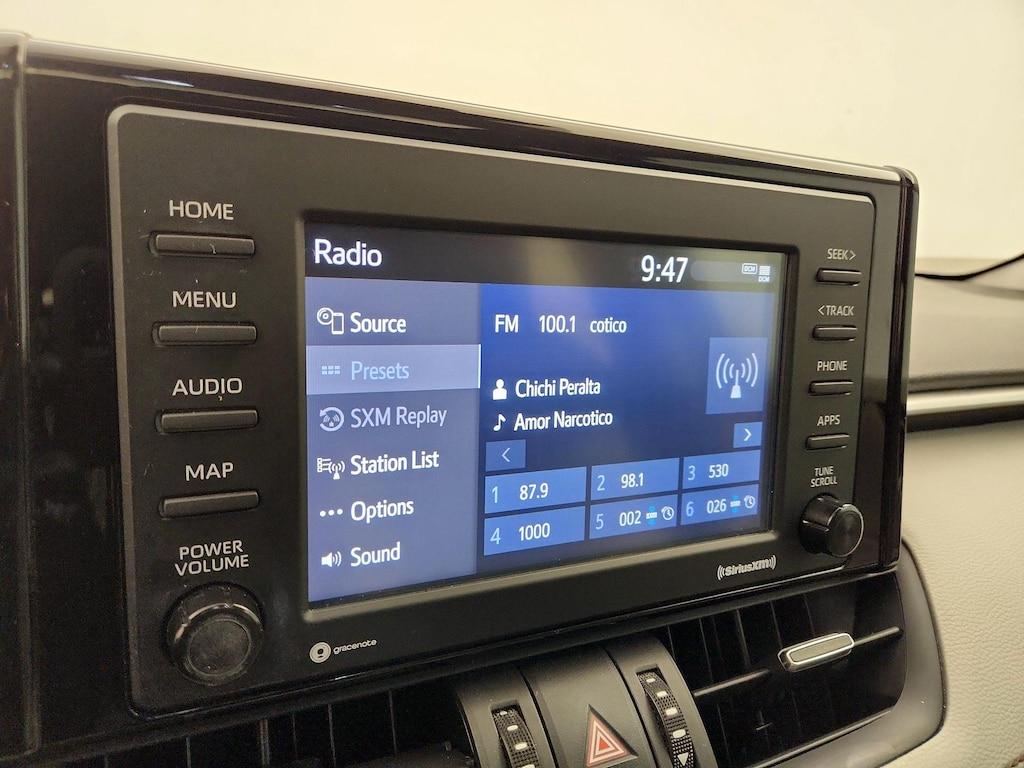 HOME
MENU
AUDIO
MAP
POWER
VOLUME
Radio
9:47
DCM
DCM
Source
Presets
SXM Replay
Station List
Options
Sound
FM 100.1 cotico
Chichi Peralta
Amor Narcotico
<
>
1 87.9
2 98.1
3 530
4 1000
5 002
6 026
SEEK>
<TRACK
PHONE
APPS
TUNE
SCROLL
SiriusXM
gracenote